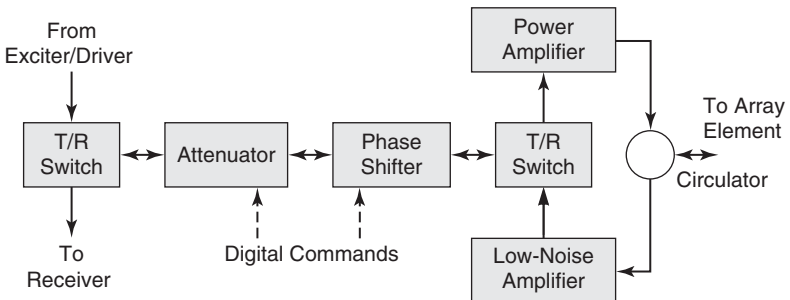 From
Exciter/Driver
Power
Amplifier
To Array
Element
T/R
Switch
Attenuator
Phase
Shifter
T/R
Switch
Circulator
Digital Commands
To
Receiver
Low-Noise
Amplifier